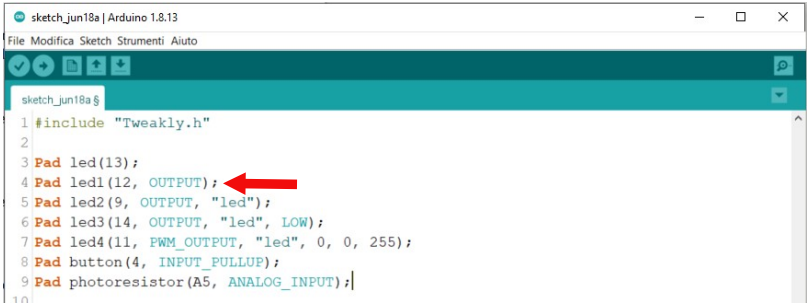 sketch_jun18a | Arduino 1.8.13
File Modifica Sketch Strumenti Aiuto
sketch_jun18a §
1 #include "Tweakly.h"
2
3 Pad led(13);
4 Pad led1(12, OUTPUT);
5 Pad led2(9, OUTPUT, "led");
6 Pad led3(14, OUTPUT, "led", LOW);
7 Pad led4(11, PWM_OUTPUT, "led", 0, 0, 255);
8 Pad button(4, INPUT_PULLUP);
9 Pad photoresistor(A5, ANALOG_INPUT);
10